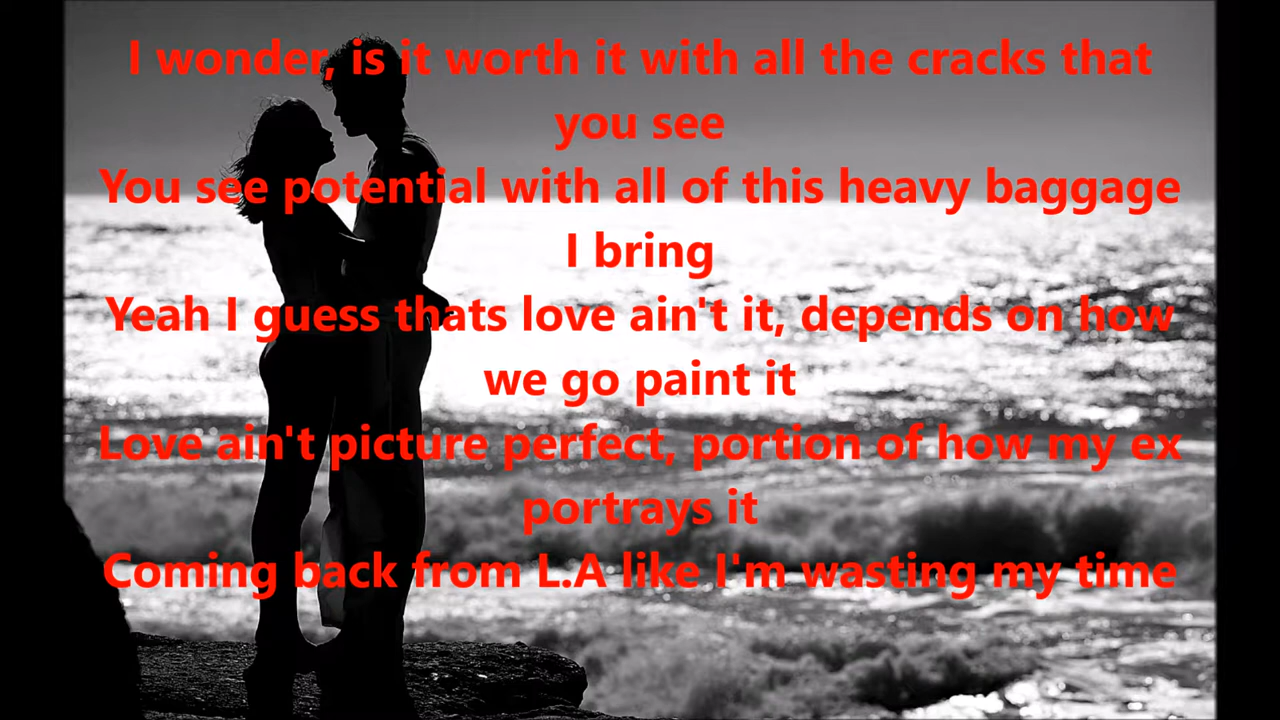 I wonder, is it worth it with all the cracks that
you see
You see potential with all of this heavy baggage
I bring
Yeah I guess thats love ain't it, depends on how
we go paint it
Love ain't picture perfect, portion of how my ex
portrays it
Coming back from L.A like I'm wasting my time